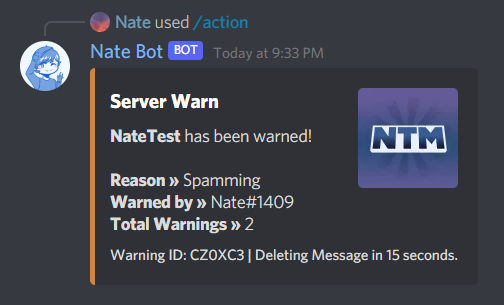 Nate used /action
Nate Bot BOT Today at 9:33 PM
Server Warn
NateTest has been warned!
NTM
Reason » Spamming
Warned by » Nate#1409
Total Warnings » 2
Warning ID: CZ0XC3 | Deleting Message in 15 seconds.